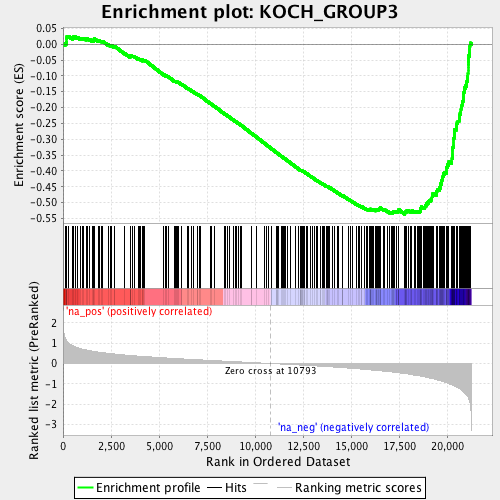 Enrichment plot: KOCH_GROUP3
Enrichment score (ES)
0.05
0.00
-0.05
-0.10
-0.15
-0.20
-0.25
-0.30
-0.35
-0.40
-0.45
-0.50
-0.55
'na_pos' (positively correlated)
Ranked list metric (PreRanked)
2
1
0
-1
-2
-3
Zero cross at 10793
'na_neg' (negatively correlated)
0 2,500 5,000 7,500 10,000 12,500 15,000 17,500 20,000
Rank in Ordered Dataset
Enrichment profile Hits Ranking metric scores